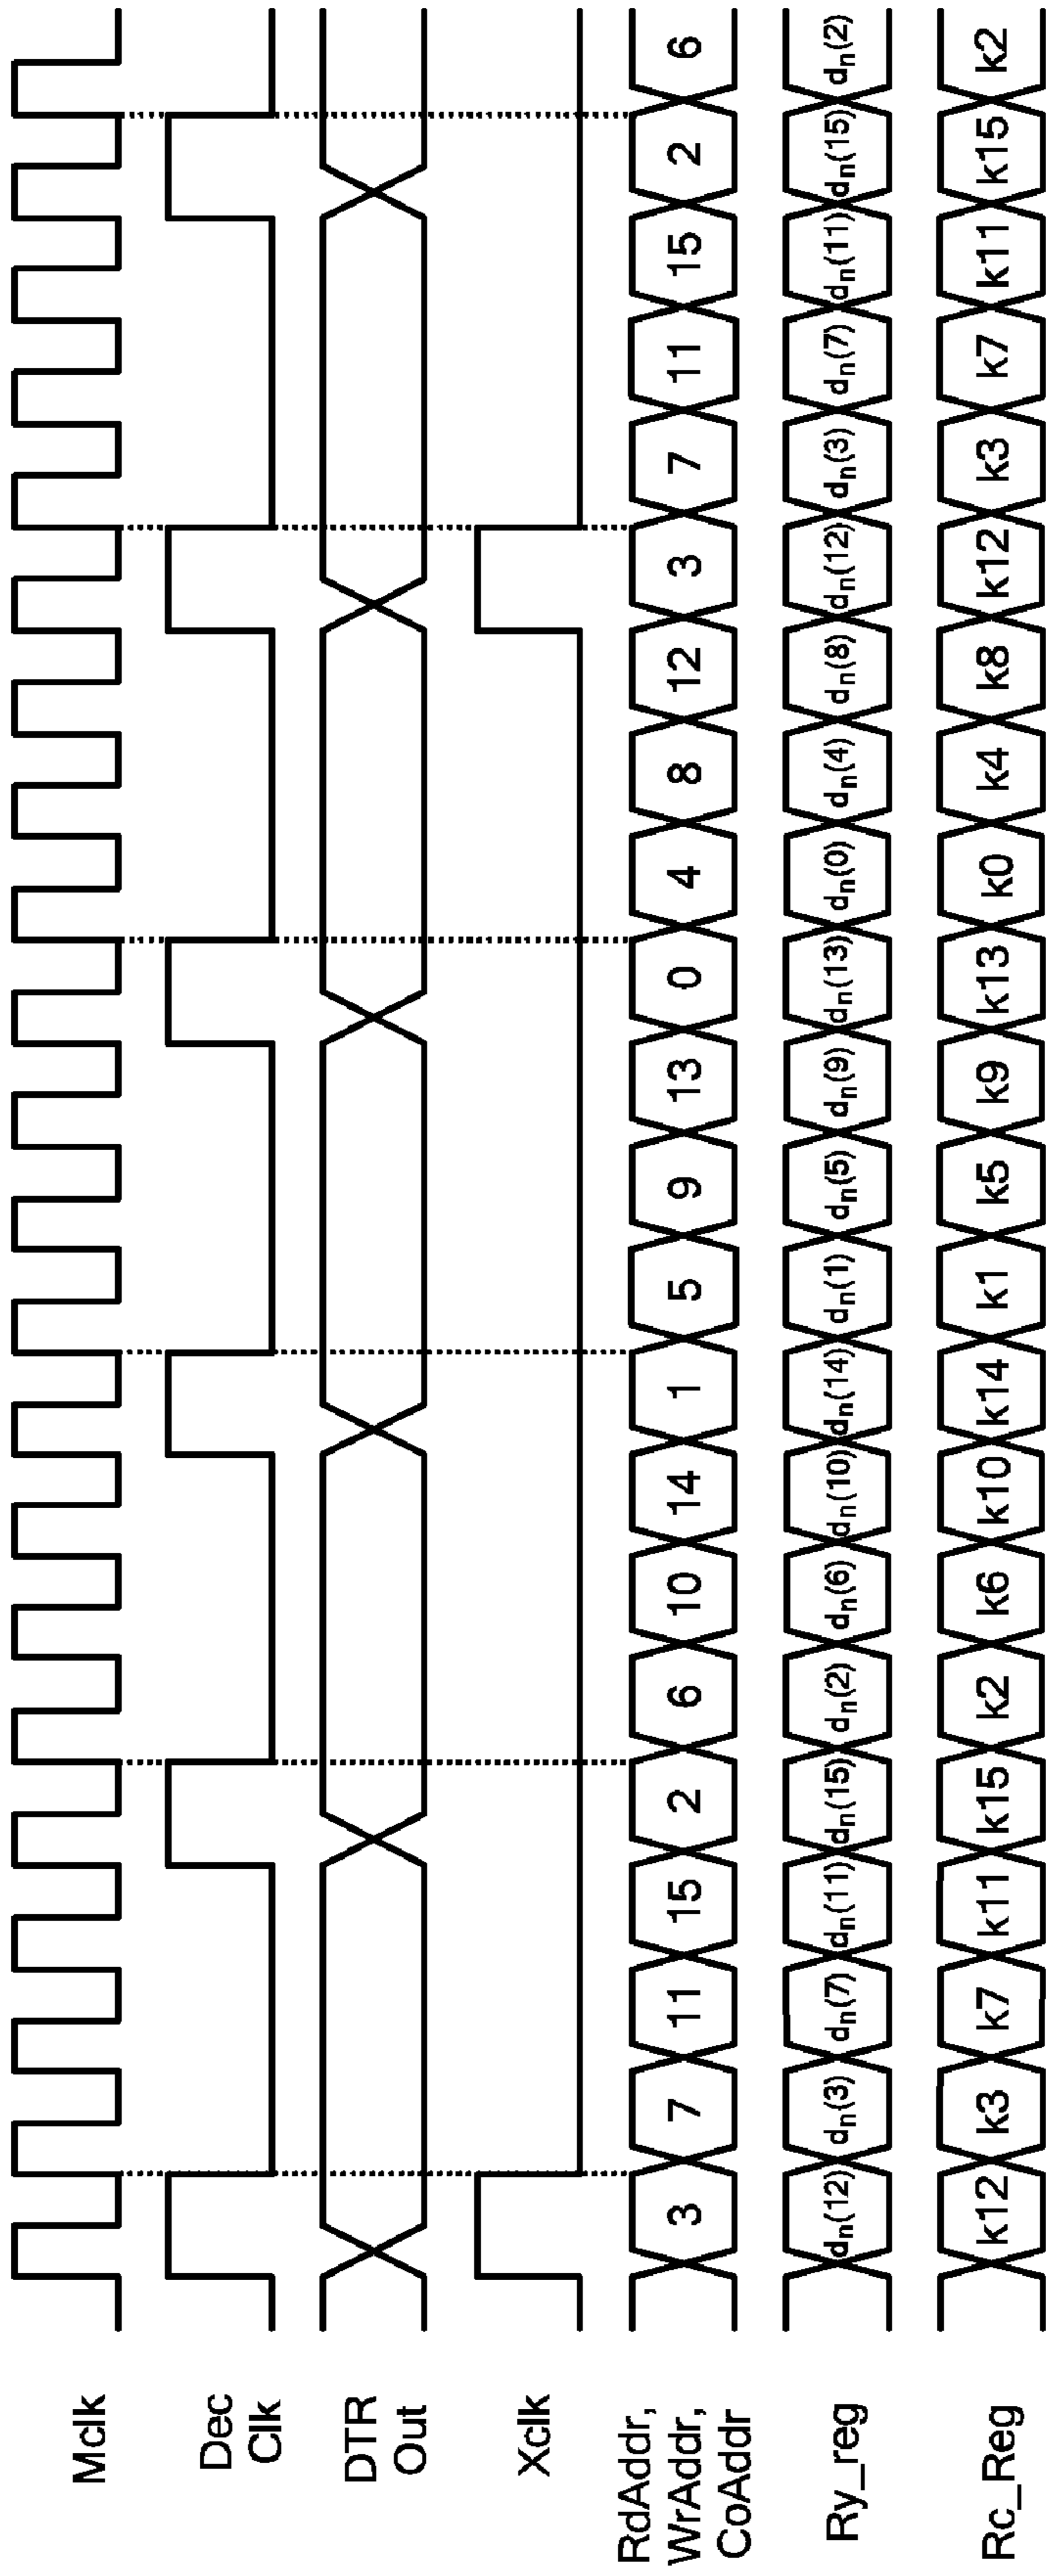 Mclk
Dec
Clk
DTR
Out
Xclk
RdAddr,
WrAddr,
CoAddr
3 7 11 15 2 6 10 14 1 5 9 13 0 4 8 12 3 7 11 15 2 6
Ry_reg dn(12) dn(3) dn(7) dn(11) dn(15) dn(2) dn(6) dn(10) dn(14) dn(1) dn(5) dn(9) dn(13) dn(0) dn(4) dn(8) dn(12) dn(3) dn(7) dn(11) dn(15) dn(2)
Rc_Reg k12 k3 k7 k11 k15 k2 k6 k10 k14 k1 k5 k9 k13 k0 k4 k8 k12 k3 k7 k11 k15 k2